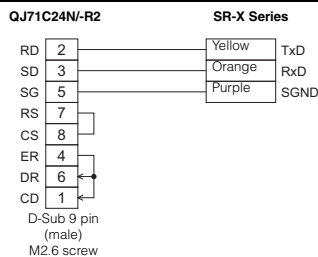 QJ71C24N/-R2 SR-X Series
RD 2 Yellow TxD
SD 3 Orange RxD
SG 5 Purple SGND
RS 7
CS 8
ER 4
DR 6
CD 1
D-Sub 9 pin
(male)
M2.6 screw